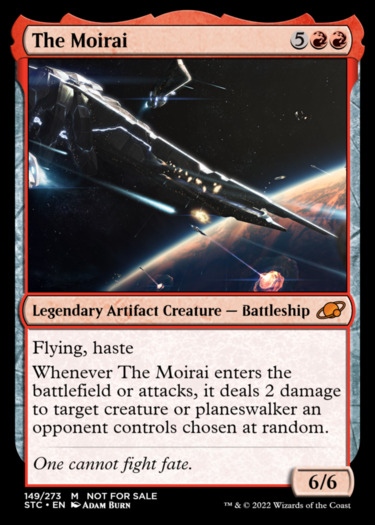 The Moirai 5
Legendary Artifact Creature — Battleship
Flying, haste
Whenever The Moirai enters the
battlefield or attacks, it deals 2 damage
to target creature or planeswalker an
opponent controls chosen at random.
One cannot fight fate.
6/6
149/273 M NOT FOR SALE
STC • EN Adam Burn
™ & © 2022 Wizards of the Coast